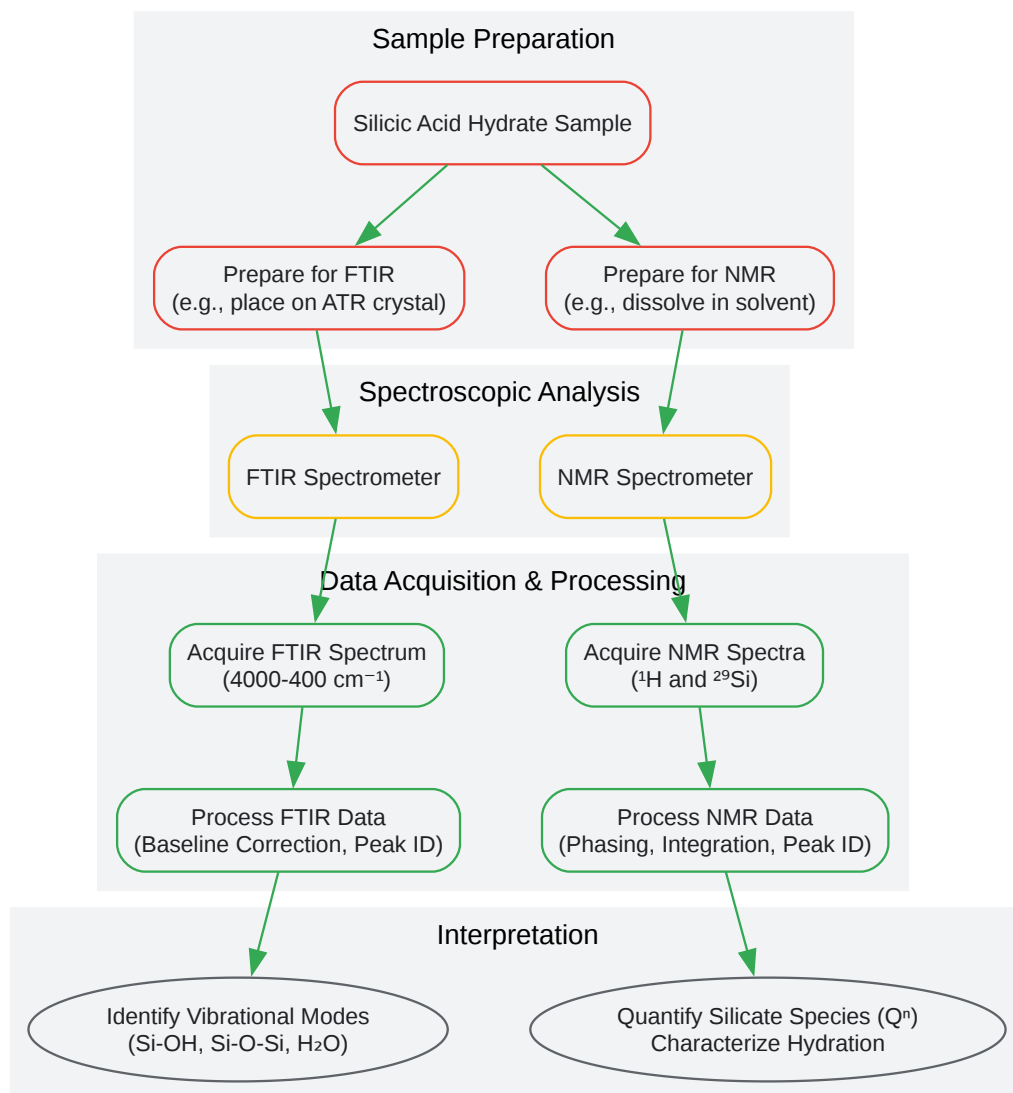 Sample Preparation
Silicic Acid Hydrate Sample
Prepare for FTIR
(e.g., place on ATR crystal)
Prepare for NMR
(e.g., dissolve in solvent)
Spectroscopic Analysis
FTIR Spectrometer
NMR Spectrometer
Data Acquisition & Processing
Acquire FTIR Spectrum
(4000-400 cm⁻¹)
Acquire NMR Spectra
(¹H and ²⁹Si)
Process FTIR Data
(Baseline Correction, Peak ID)
Process NMR Data
(Phasing, Integration, Peak ID)
Interpretation
Identify Vibrational Modes
(Si-OH, Si-O-Si, H₂O)
Quantify Silicate Species (Qⁿ)
Characterize Hydration